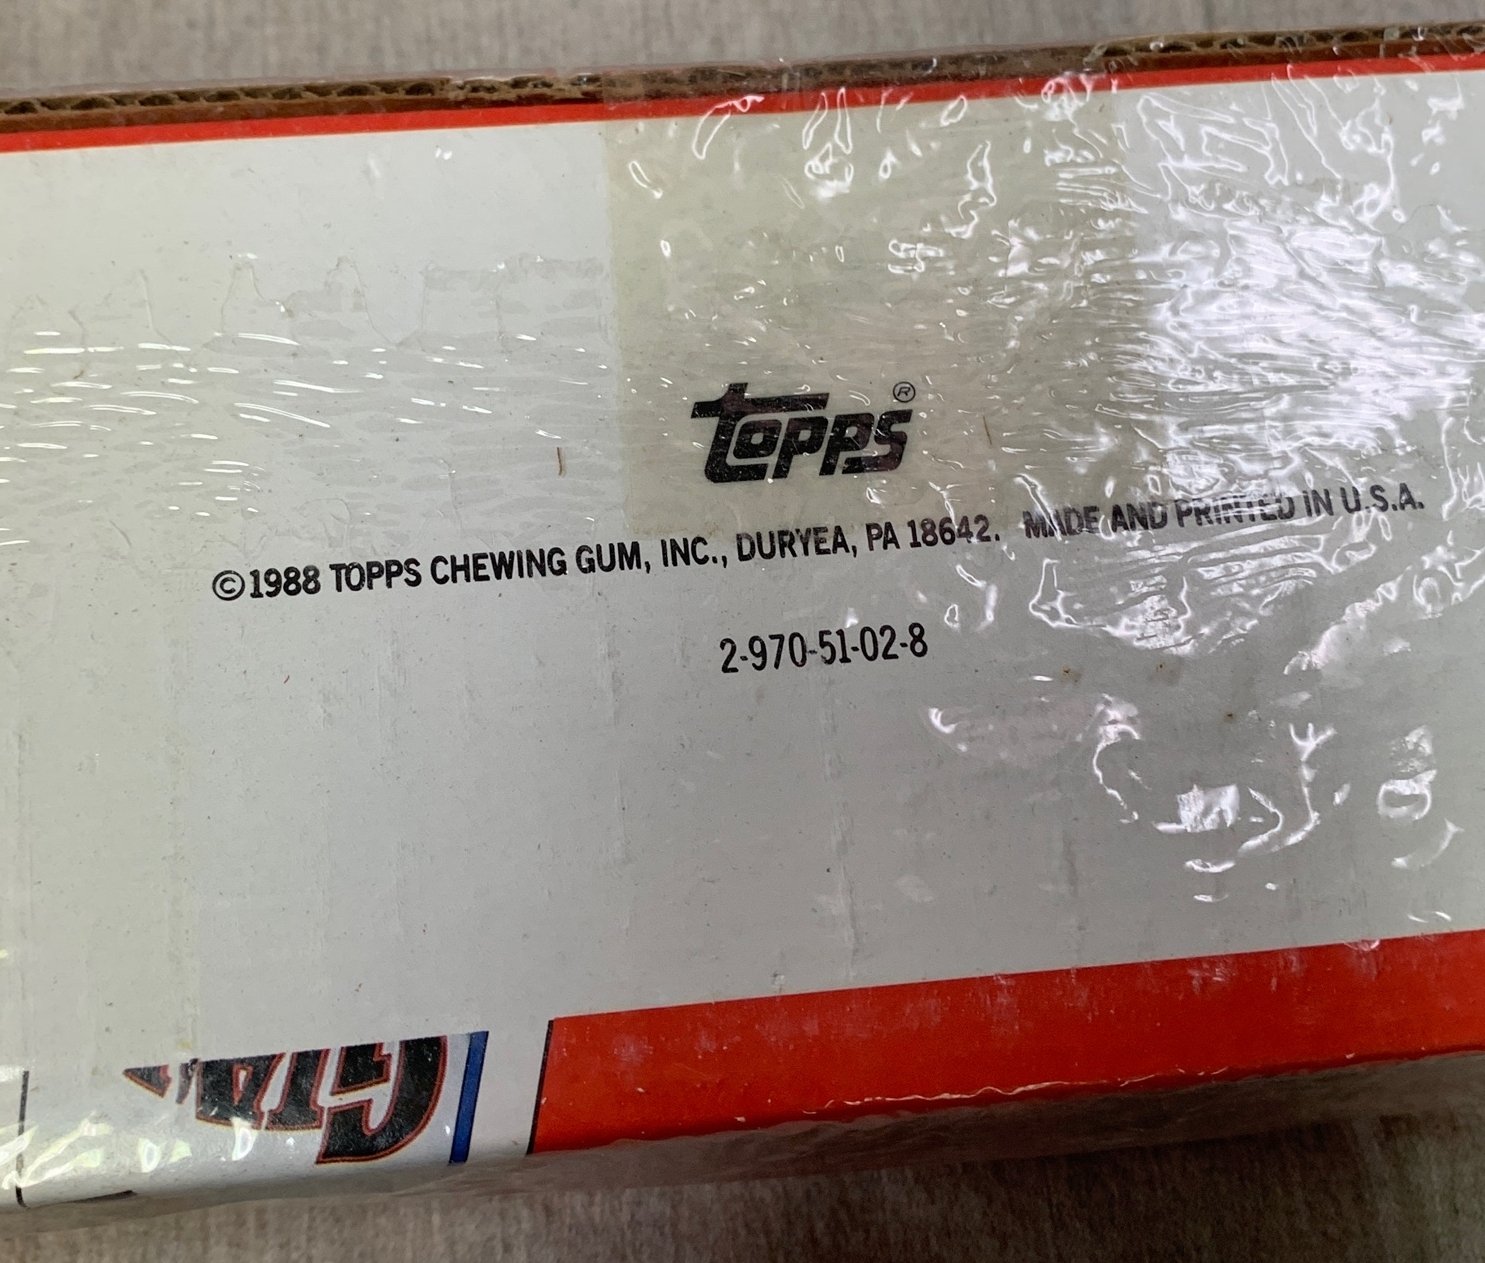 topps®
©1988 TOPPS CHEWING GUM, INC., DURYEA, PA 18642. MADE AND PRINTED IN U.S.A.
2-970-51-02-8